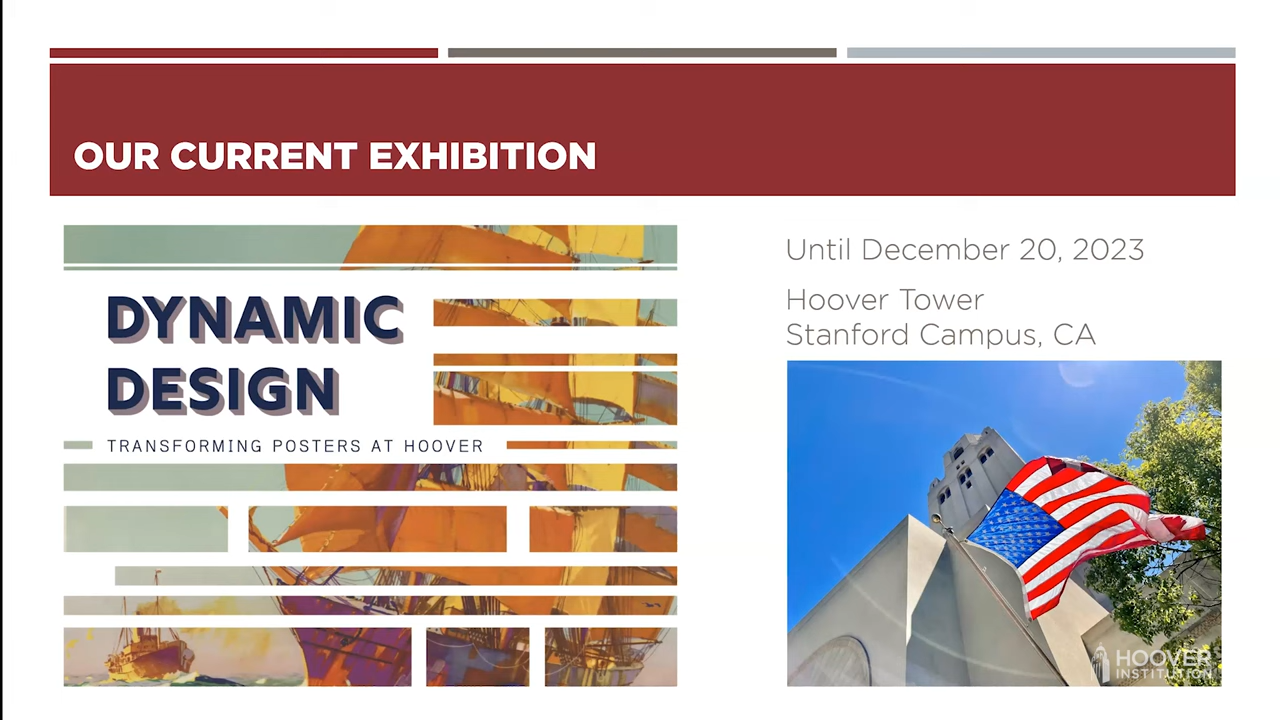 OUR CURRENT EXHIBITION
DYNAMIC
DESIGN
TRANSFORMING POSTERS AT HOOVER
Until December 20, 2023
Hoover Tower
Stanford Campus, CA
HOOVER
INSTITUTION